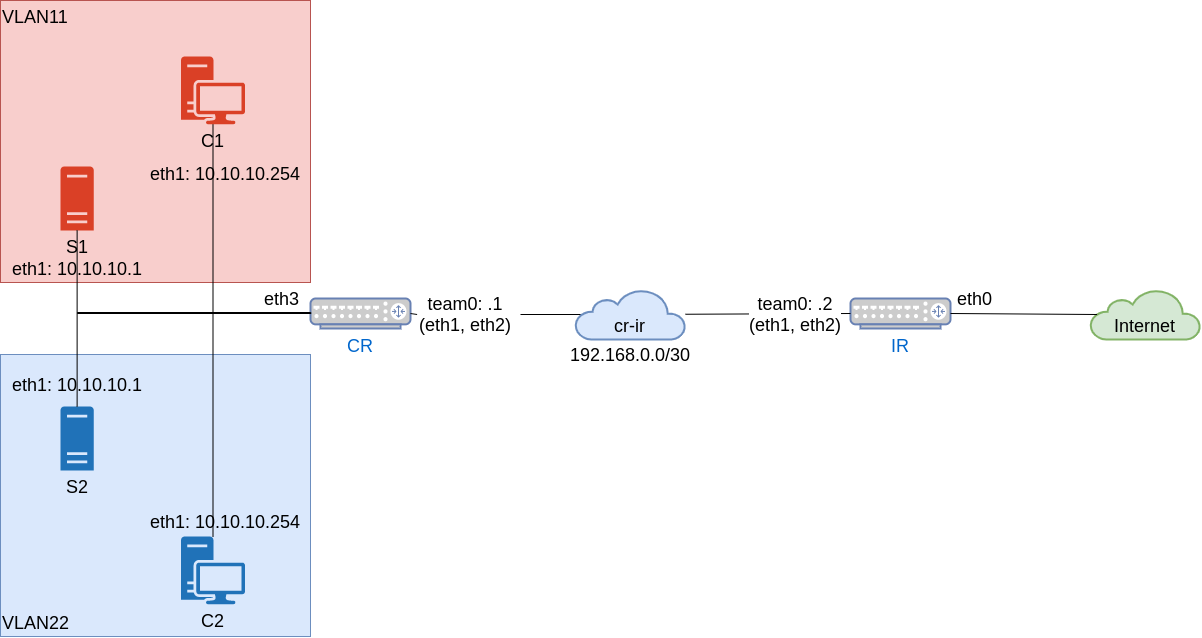 VLAN11
C1
eth1: 10.10.10.254
S1
eth1: 10.10.10.1
eth3
CR
team0: .1
(eth1, eth2)
cr-ir
192.168.0.0/30
team0: .2
(eth1, eth2)
IR
eth0
Internet
eth1: 10.10.10.1
S2
eth1: 10.10.10.254
C2
VLAN22